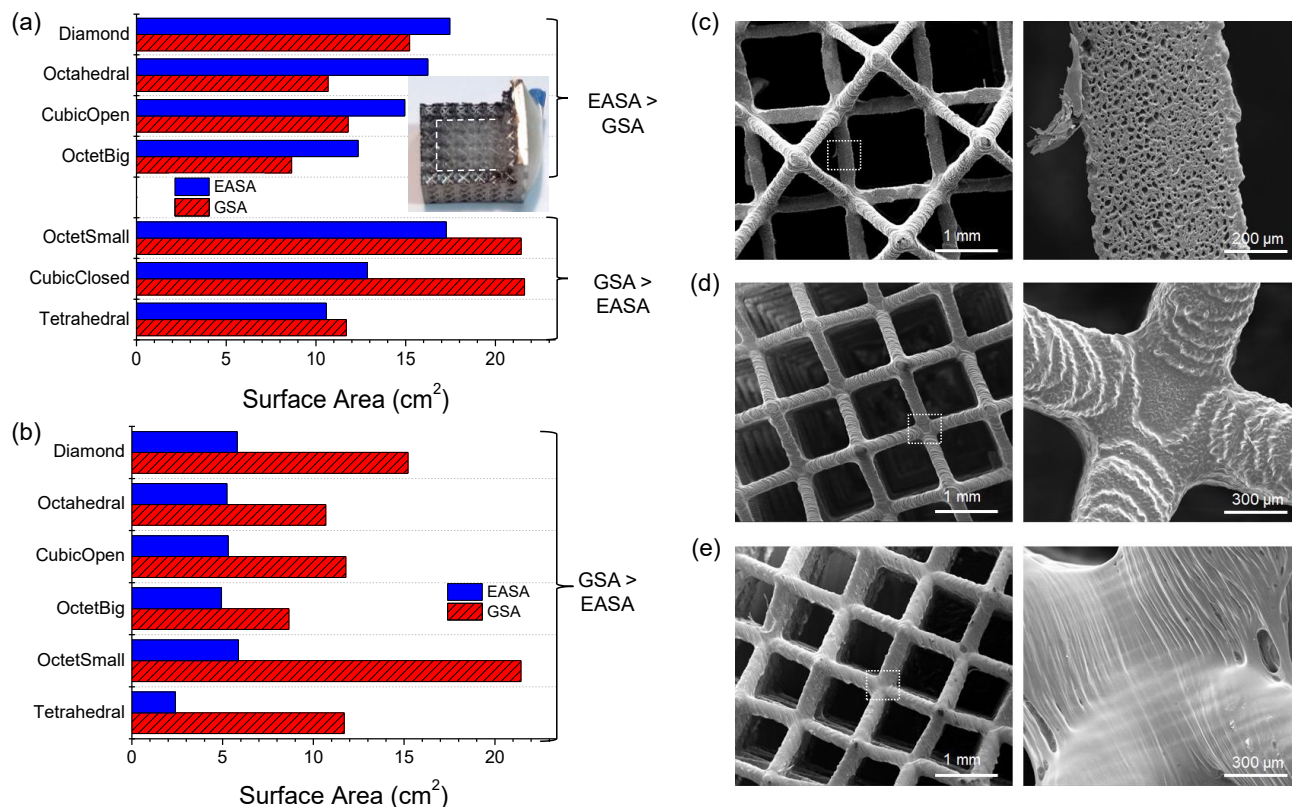 (a)
Diamond
Octahedral
CubicOpen
OctetBig
EASA
GSA
OctetSmall
CubicClosed
Tetrahedral
EASA >
GSA
GSA >
EASA
0 5 10 15 20
Surface Area (cm²)
(b)
Diamond
Octahedral
CubicOpen
OctetBig
OctetSmall
Tetrahedral
EASA
GSA
GSA >
EASA
0 5 10 15 20
Surface Area (cm²)
(c)
1 mm
200 µm
(d)
1 mm
300 µm
(e)
1 mm
300 µm